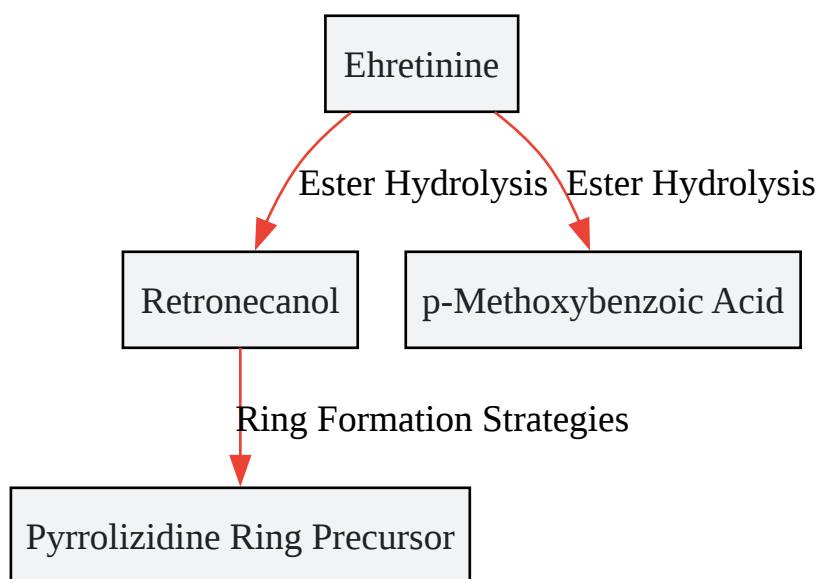 Ehretinine
Ester Hydrolysis
Ester Hydrolysis
Retronecanol
p-Methoxybenzoic Acid
Ring Formation Strategies
Pyrrolizidine Ring Precursor